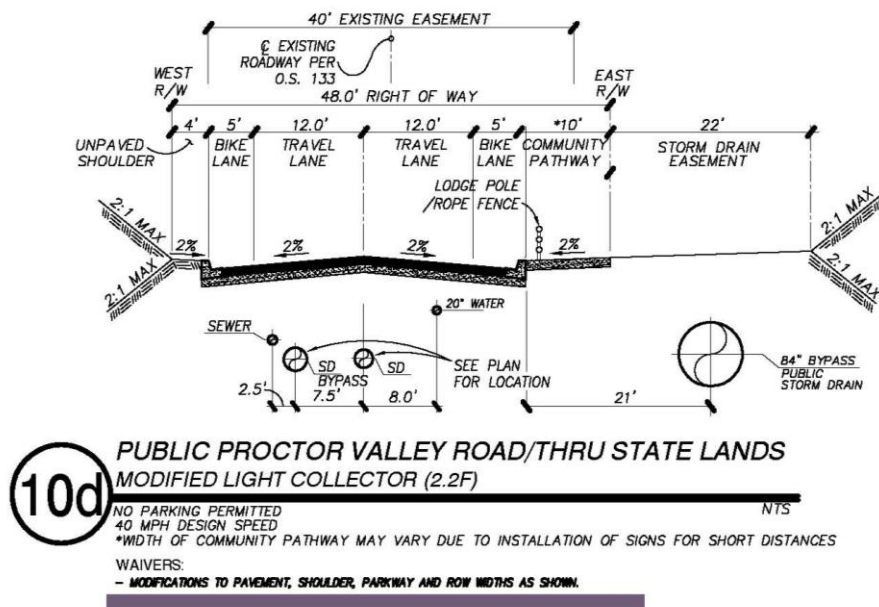 40' EXISTING EASEMENT
℄ EXISTING
ROADWAY PER
O.S. 133
WEST
R/W
EAST
R/W
48.0' RIGHT OF WAY
4'
5'
12.0'
12.0'
5'
*10'
22'
UNPAVED
SHOULDER
BIKE
LANE
TRAVEL
LANE
TRAVEL
LANE
BIKE
LANE
COMMUNITY
PATHWAY
STORM DRAIN
EASEMENT
LODGE POLE
/ROPE FENCE
2:1 MAX
2:1 MAX
2%
2%
2%
2%
2:1 MAX
2:1 MAX
20" WATER
SEWER
SD
BYPASS
SD
SEE PLAN
FOR LOCATION
84" BYPASS
PUBLIC
STORM DRAIN
2.5'
7.5'
8.0'
21'
10d
PUBLIC PROCTOR VALLEY ROAD/THRU STATE LANDS
MODIFIED LIGHT COLLECTOR (2.2F)
NTS
NO PARKING PERMITTED
40 MPH DESIGN SPEED
*WIDTH OF COMMUNITY PATHWAY MAY VARY DUE TO INSTALLATION OF SIGNS FOR SHORT DISTANCES
WAIVERS:
- MODIFICATIONS TO PAVEMENT, SHOULDER, PARKWAY AND ROW WIDTHS AS SHOWN.